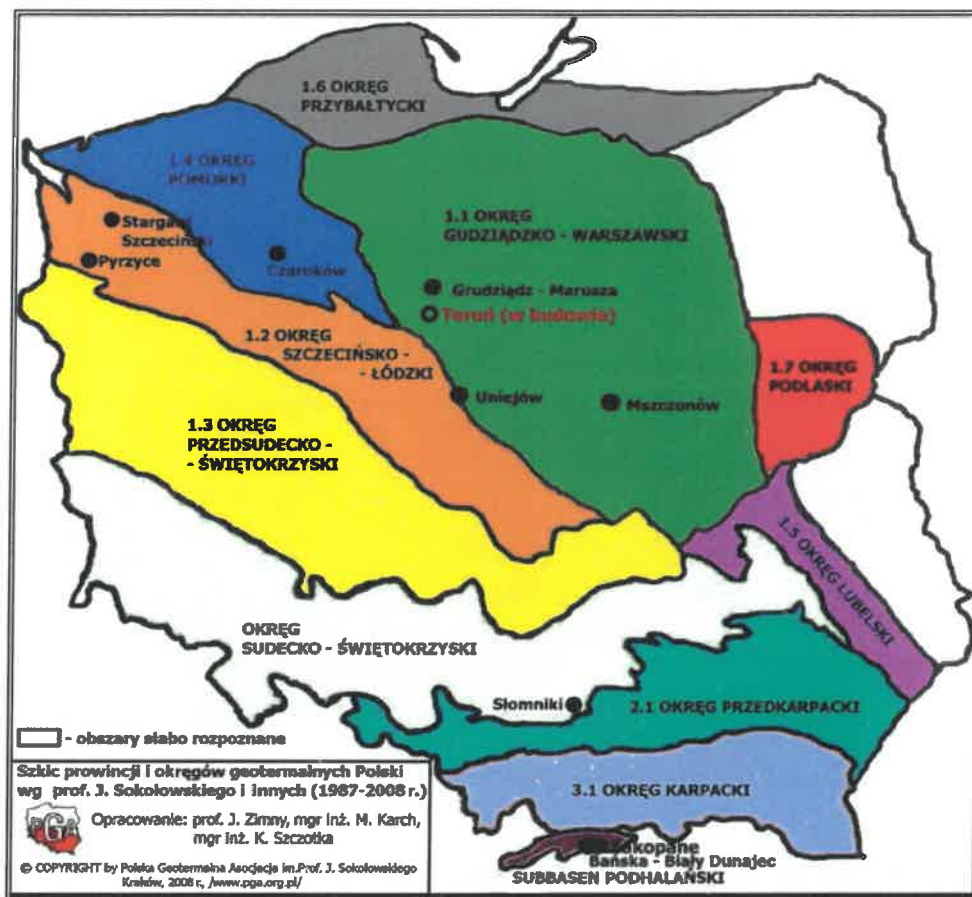 1.6 OKRĘG
PRZYBAŁTYCKI
1.4 OKRĘG
POMORKI
1.1 OKRĘG
GUDZIĄDZKO - WARSZAWSKI
Stargard
Szczeciński
Pyrzyce
Czarnków
Grudziądz - Marusza
Toruń (w budowie)
1.2 OKRĘG
SZCZECIŃSKO -
- ŁÓDZKI
1.7 OKRĘG
PODLASKI
Uniejów
Mszczonów
1.3 OKRĘG
PRZEDSUDECKO -
- ŚWIĘTOKRZYSKI
1.5 OKRĘG LUBELSKI
OKRĘG
SUDECKO - ŚWIĘTOKRZYSKI
Słomniki
2.1 OKRĘG PRZEDKARPACKI
- obszary słabo rozpoznane
3.1 OKRĘG KARPACKI
Zakopane
Bańska - Biały Dunajec
SUBBASEN PODHALAŃSKI
Szkic prowincji i okręgów geotermalnych Polski
wg prof. J. Sokołowskiego i innych (1987-2008 r.)
PGA
Opracowanie: prof. J. Zimny, mgr inż. M. Karch,
mgr inż. K. Szczotka
© COPYRIGHT by Polska Geotermalna Asocjacja im.Prof. J. Sokołowskiego
Kraków, 2008 r., /www.pga.org.pl/